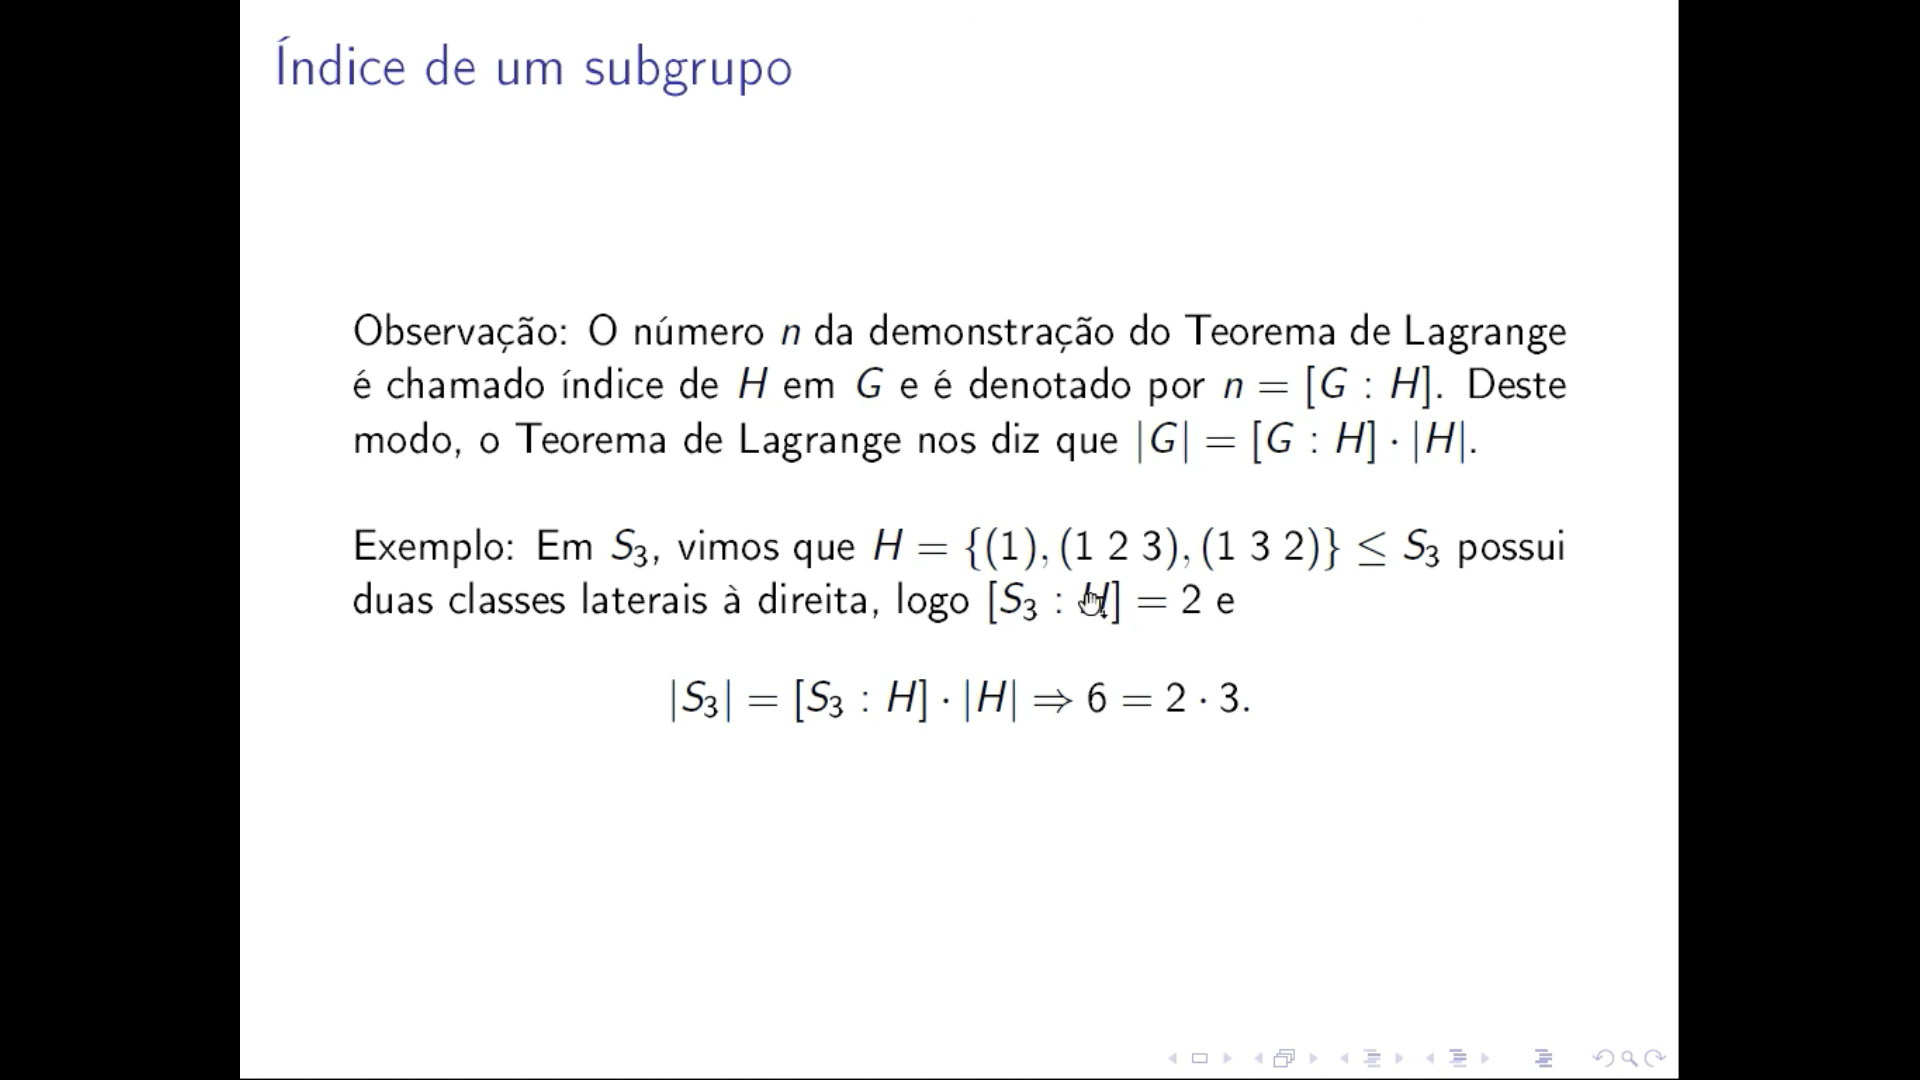 Índice de um subgrupo
Observação: O número n da demonstração do Teorema de Lagrange
é chamado índice de H em G e é denotado por n = [G : H]. Deste
modo, o Teorema de Lagrange nos diz que |G| = [G : H] · |H|.
Exemplo: Em S₃, vimos que H = {(1), (1 2 3), (1 3 2)} ≤ S₃ possui
duas classes laterais à direita, logo [S₃ : H] = 2 e
|S₃| = [S₃ : H] · |H| ⇒ 6 = 2 · 3.